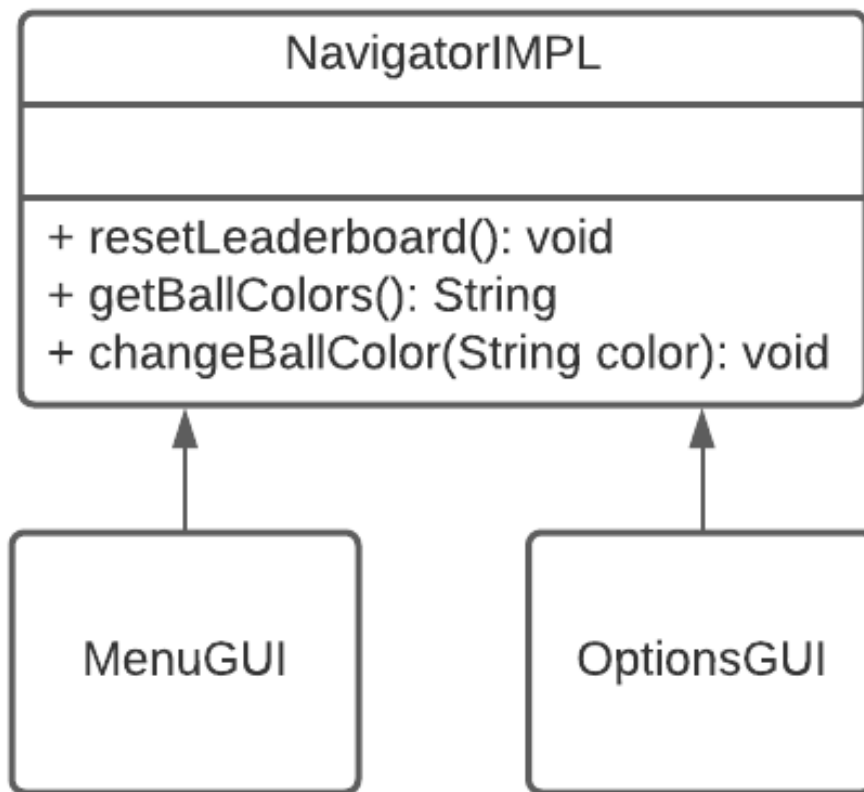 NavigatorIMPL
+ resetLeaderboard(): void
+ getBallColors(): String
+ changeBallColor(String color): void
MenuGUI
OptionsGUI